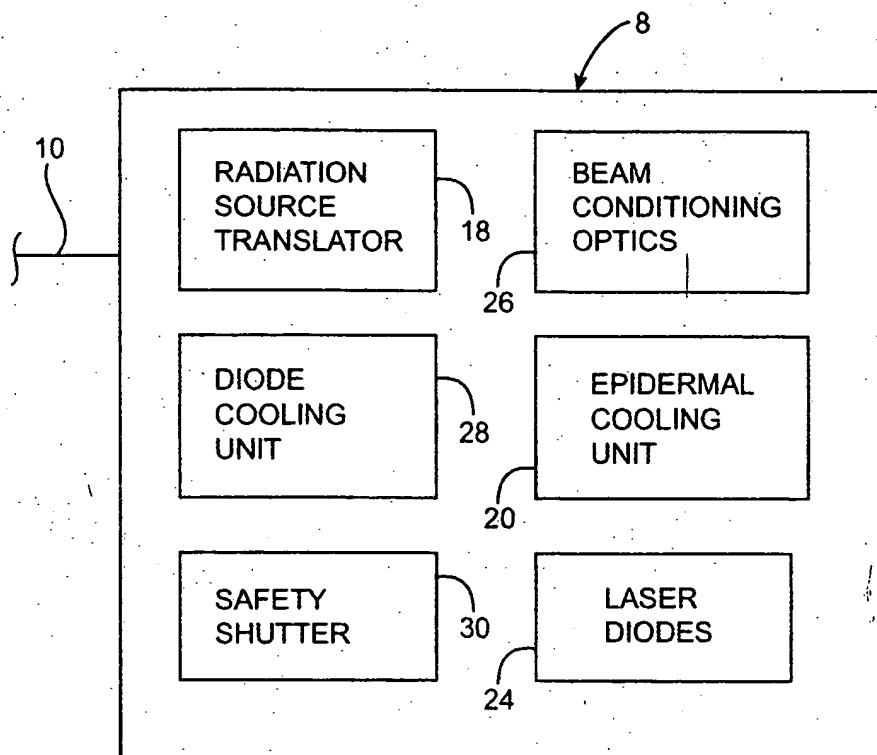 8
10
RADIATION
SOURCE
TRANSLATOR
18
BEAM
CONDITIONING
OPTICS
26
DIODE
COOLING
UNIT
28
EPIDERMAL
COOLING
UNIT
20
SAFETY
SHUTTER
30
LASER
DIODES
24